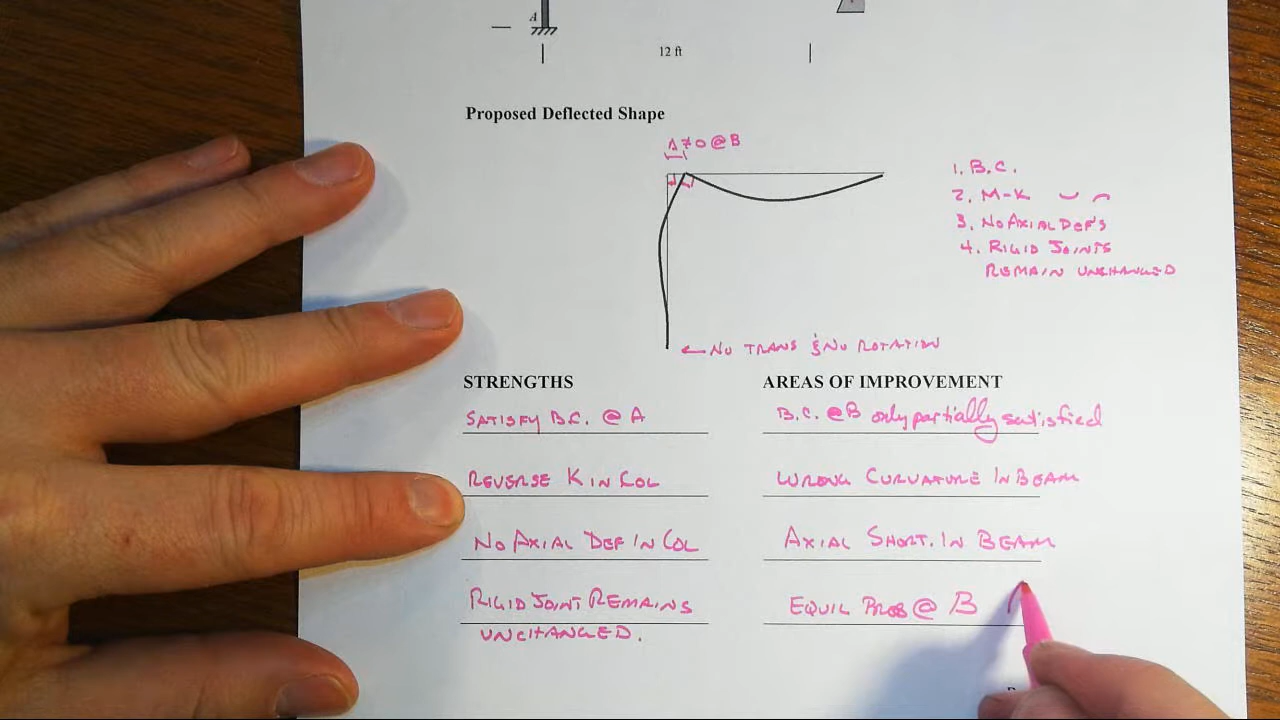 A
12 ft
Proposed Deflected Shape
Δ≠0 @ B
1. B.C.
2. M-K
3. NO AXIAL DEF'S
4. RIGID JOINTS
REMAIN UNCHANGED
← NO TRANS & NO ROTATION
STRENGTHS
AREAS OF IMPROVEMENT
SATISFY B.C. @ A
B.C. @B only partially satisfied
REVERSE K IN COL
WRONG CURVATURE IN BEAM
NO AXIAL DEF IN COL
AXIAL SHORT. IN BEAM
RIGID JOINT REMAINS
UNCHANGED.
EQUIL PROB @ B